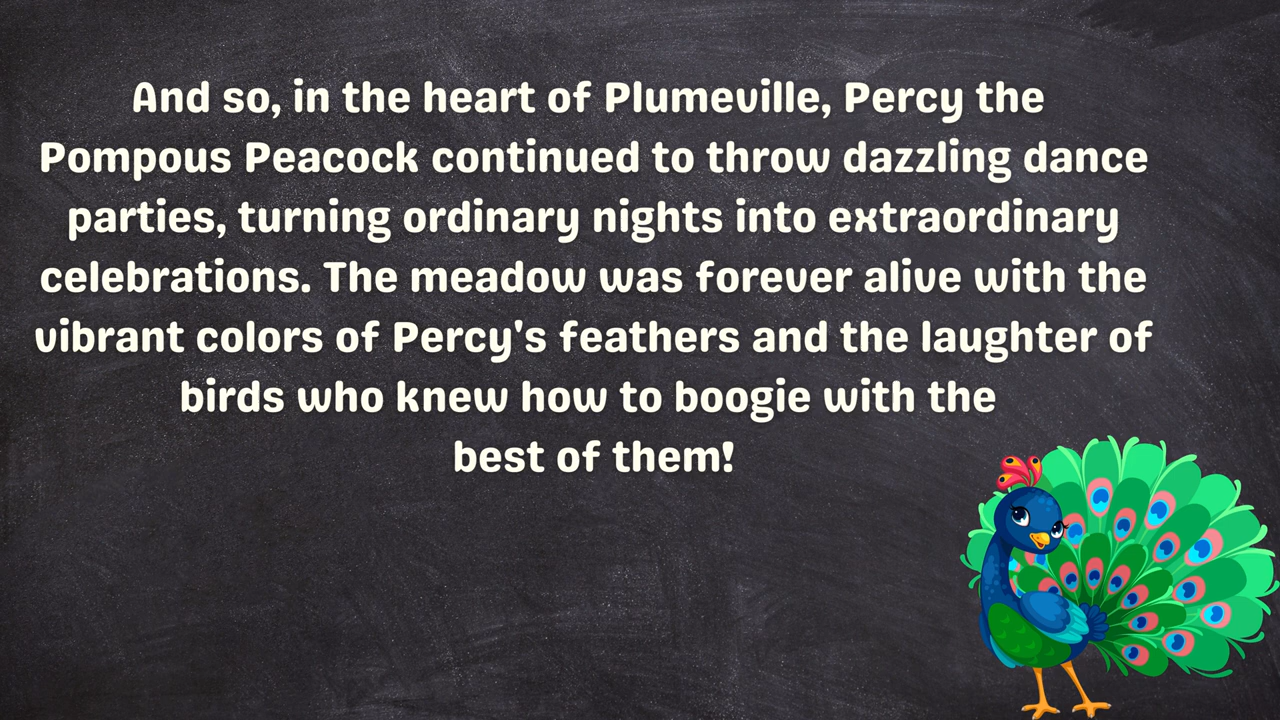 And so, in the heart of Plumeville, Percy the
Pompous Peacock continued to throw dazzling dance
parties, turning ordinary nights into extraordinary
celebrations. The meadow was forever alive with the
vibrant colors of Percy's feathers and the laughter of
birds who knew how to boogie with the
best of them!